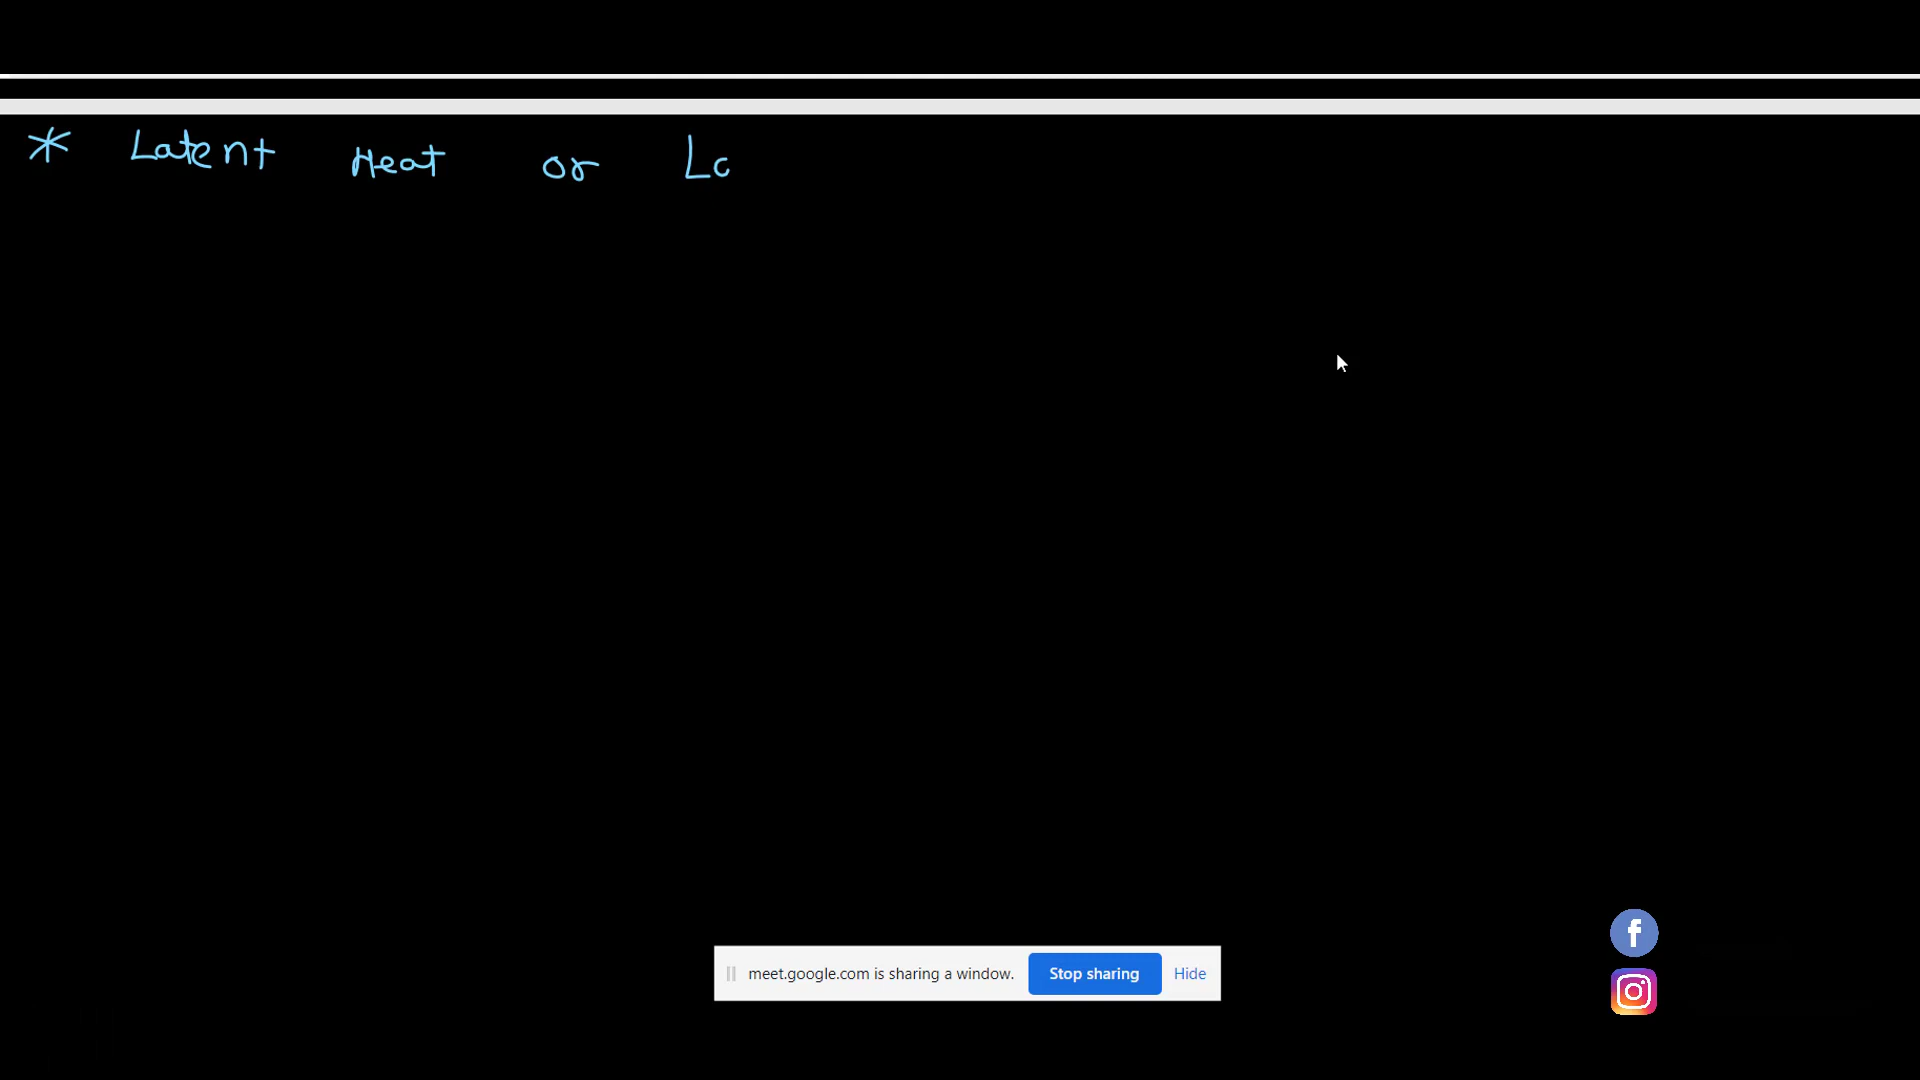 * Latent Heat or Lc
meet.google.com is sharing a window. Stop sharing Hide